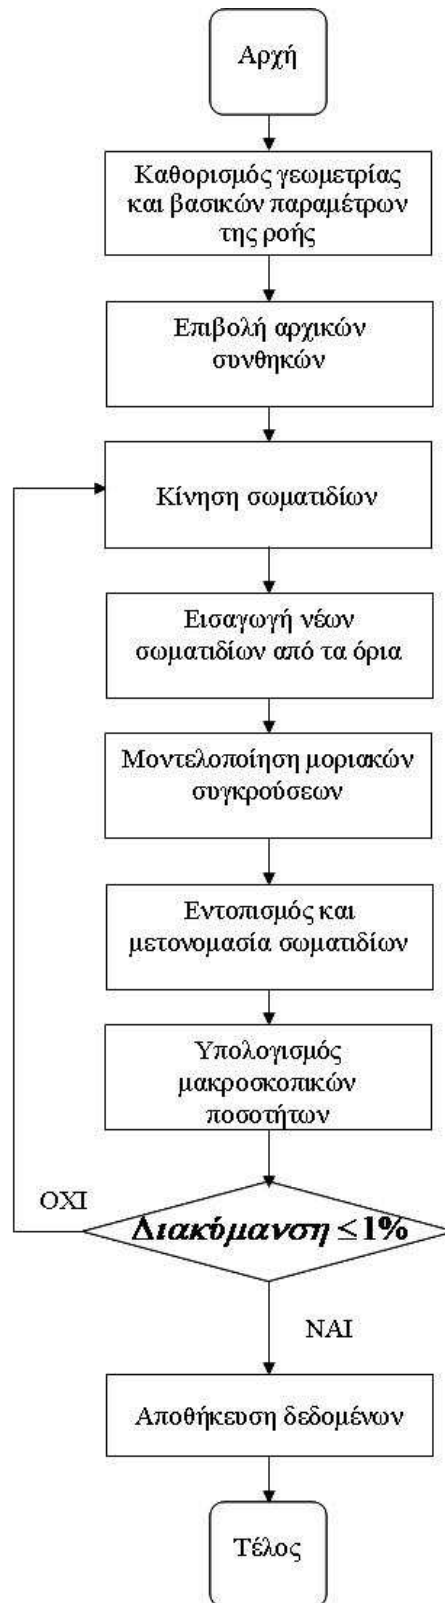 Αρχή
Καθορισμός γεωμετρίας
και βασικών παραμέτρων
της ροής
Επιβολή αρχικών
συνθηκών
Κίνηση σωματιδίων
Εισαγωγή νέων
σωματιδίων από τα όρια
Μοντελοποίηση μοριακών
συγκρούσεων
Εντοπισμός και
μετονομασία σωματιδίων
Υπολογισμός
μακροσκοπικών
ποσοτήτων
ΟΧΙ
Διακύμανση ≤ 1%
ΝΑΙ
Αποθήκευση δεδομένων
Τέλος